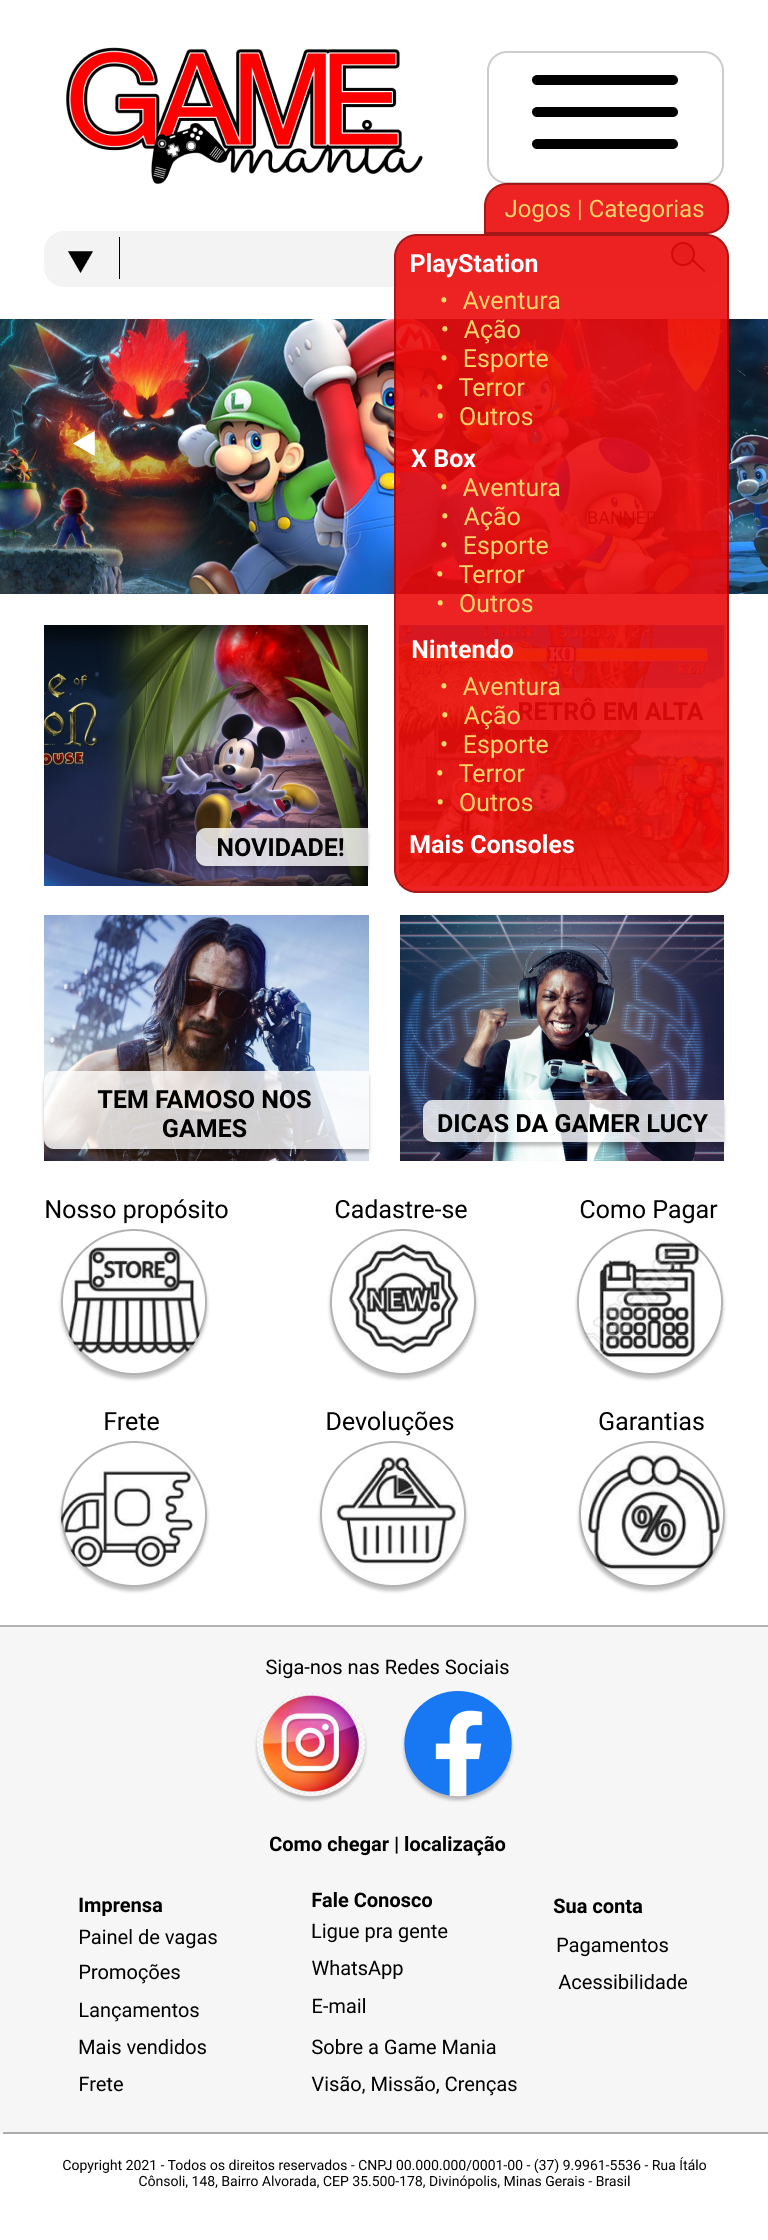 GAME
mania
Jogos | Categorias
PlayStation
• Aventura
• Ação
• Esporte
• Terror
• Outros
X Box
• Aventura
• Ação
BANNER
• Esporte
• Terror
• Outros
Nintendo
KO
• Aventura
• Ação
RETRÔ EM ALTA
• Esporte
• Terror
• Outros
Mais Consoles
L
e of
on
OUSE
NOVIDADE!
TEM FAMOSO NOS
GAMES
DICAS DA GAMER LUCY
Nosso propósito
Cadastre-se
Como Pagar
STORE
NEW!
Frete
Devoluções
Garantias
%
Siga-nos nas Redes Sociais
Como chegar | localização
Imprensa
Painel de vagas
Promoções
Lançamentos
Mais vendidos
Frete
Fale Conosco
Ligue pra gente
WhatsApp
E-mail
Sobre a Game Mania
Visão, Missão, Crenças
Sua conta
Pagamentos
Acessibilidade
Copyright 2021 - Todos os direitos reservados - CNPJ 00.000.000/0001-00 - (37) 9.9961-5536 - Rua Ítálo
Cônsoli, 148, Bairro Alvorada, CEP 35.500-178, Divinópolis, Minas Gerais - Brasil